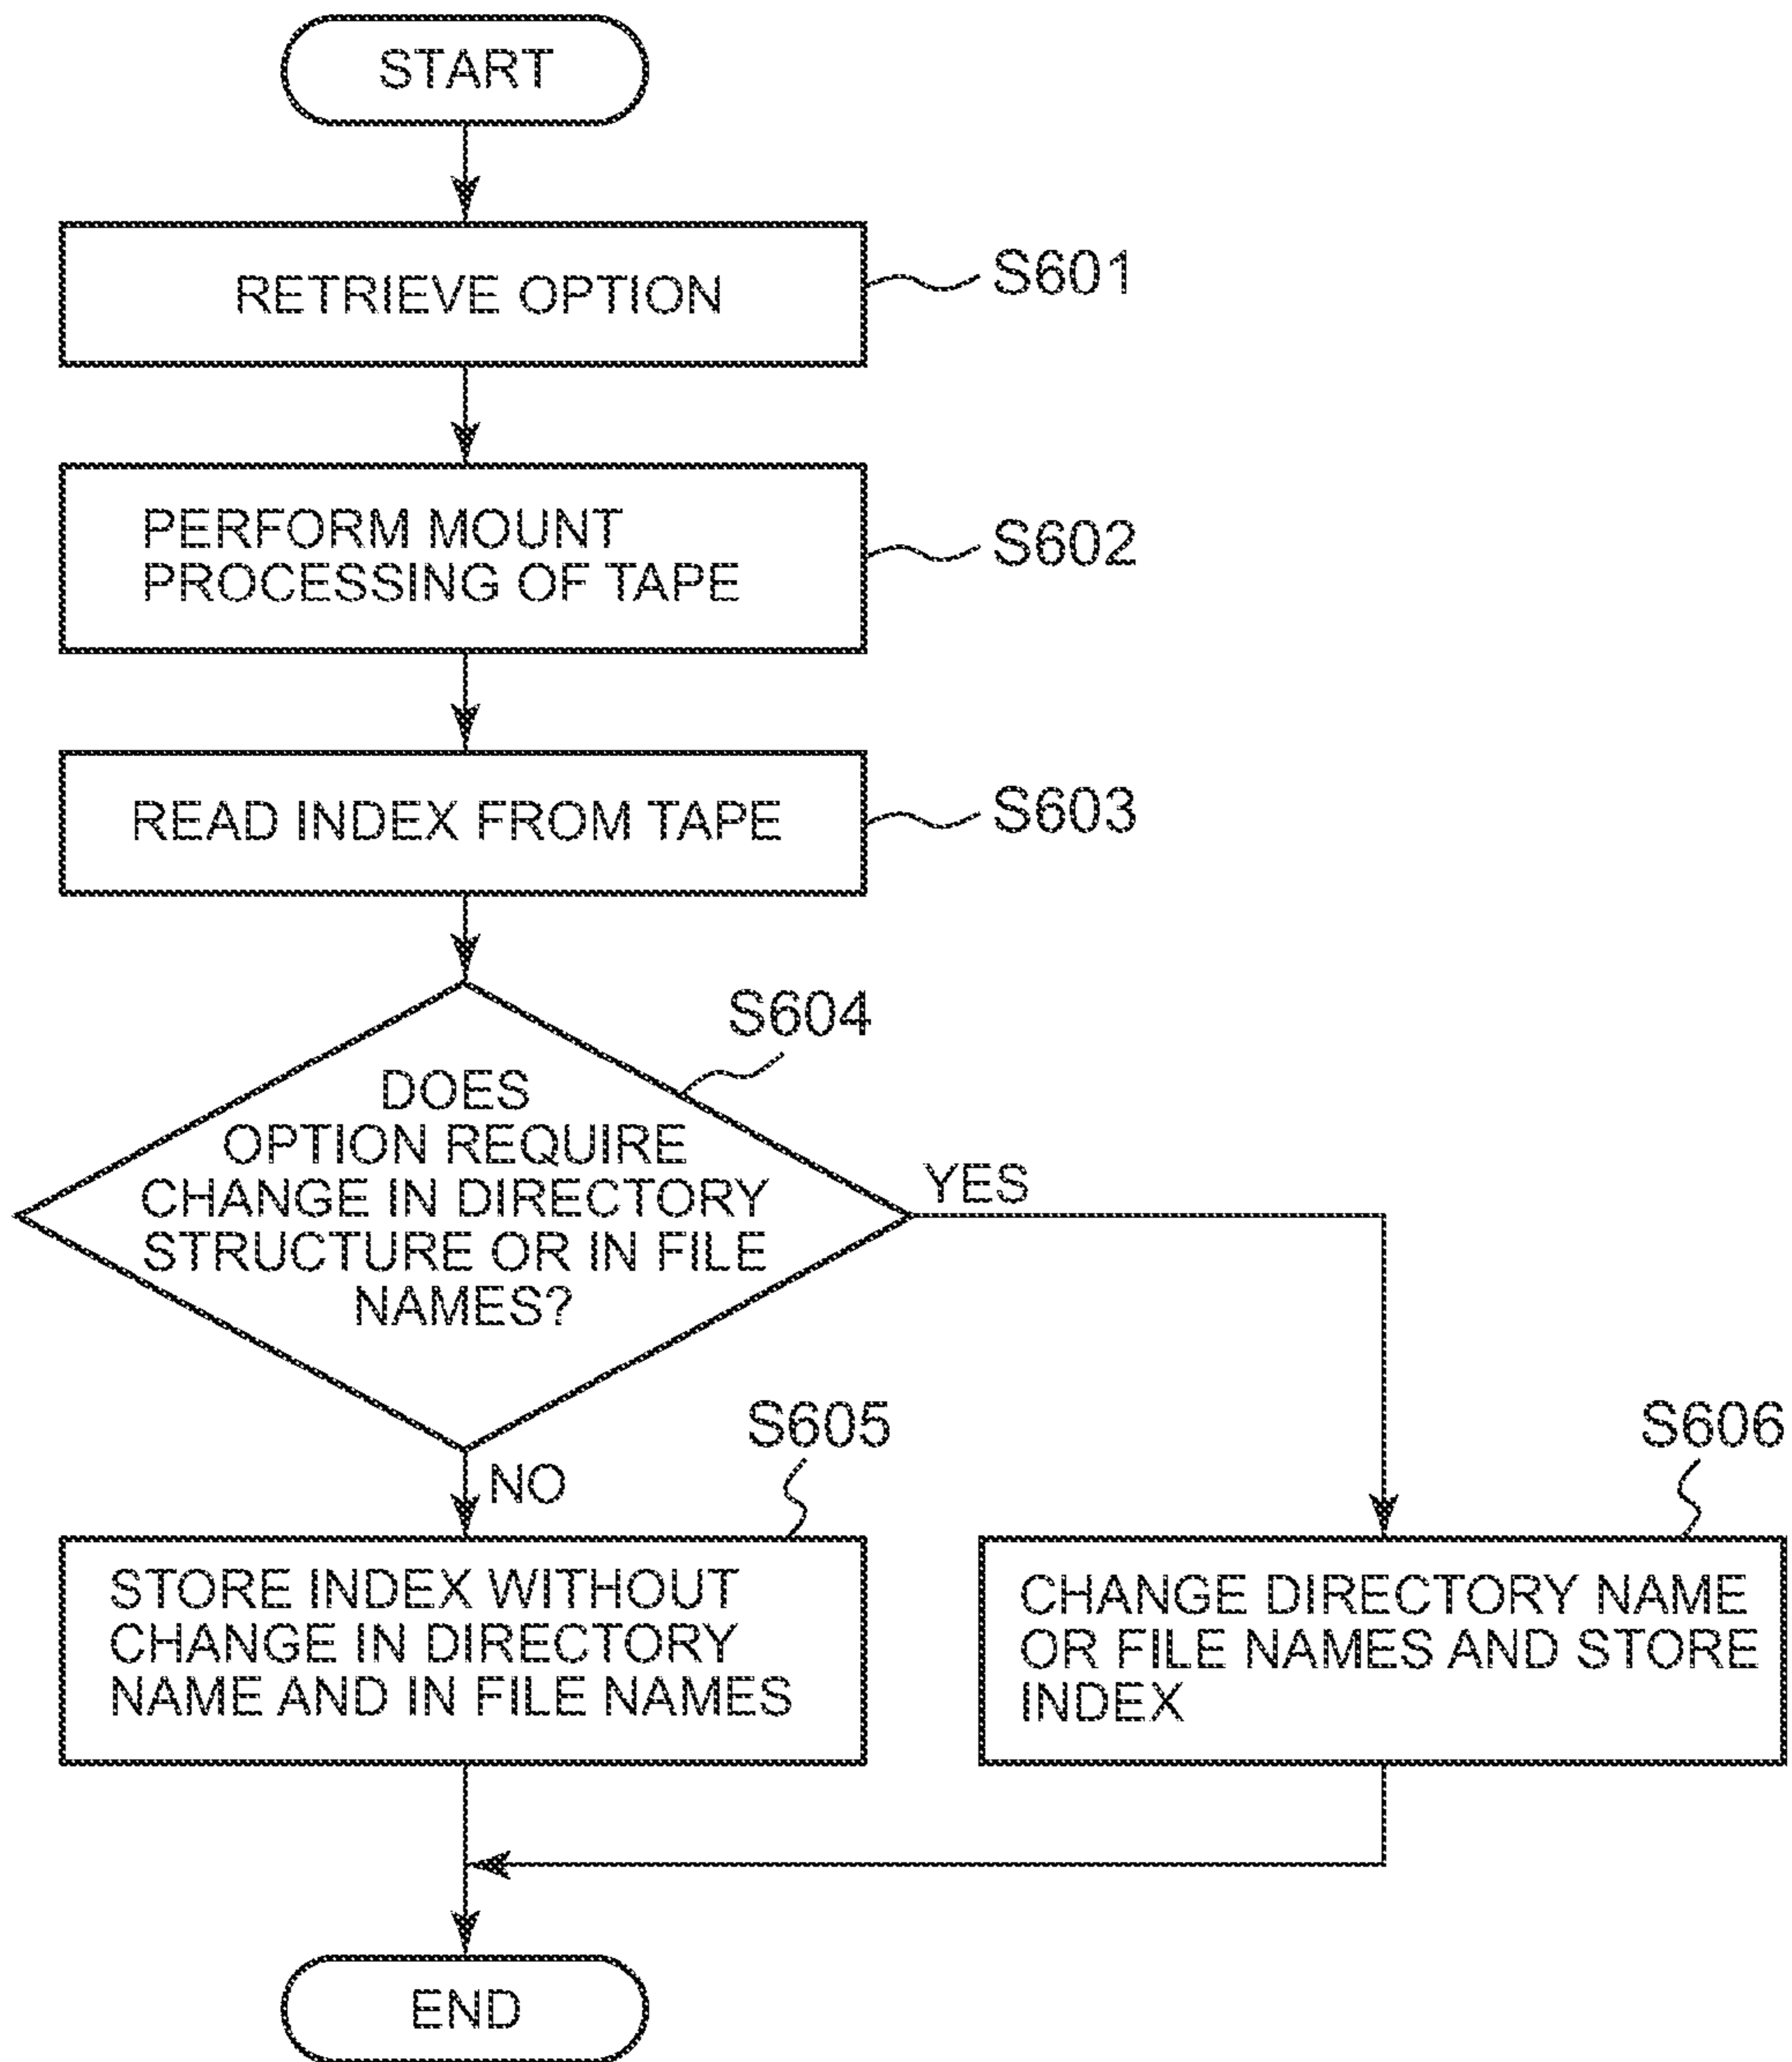 START
RETRIEVE OPTION
S601
PERFORM MOUNT
PROCESSING OF TAPE
S602
READ INDEX FROM TAPE
S603
S604
DOES
OPTION REQUIRE
CHANGE IN DIRECTORY
STRUCTURE OR IN FILE
NAMES?
YES
NO
S605
STORE INDEX WITHOUT
CHANGE IN DIRECTORY
NAME AND IN FILE NAMES
S606
CHANGE DIRECTORY NAME
OR FILE NAMES AND STORE
INDEX
END